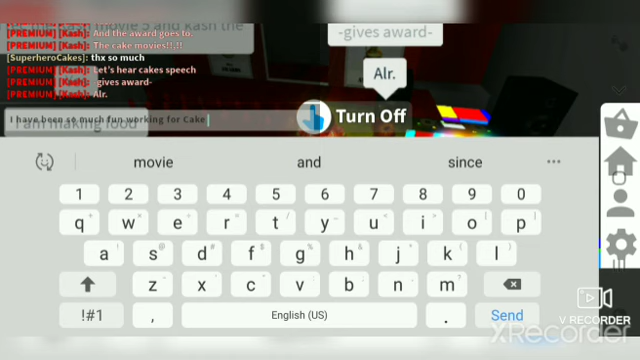 movie 5 and kash the
[PREMIUM] [Kash]: And the award goes to.
[PREMIUM] [Kash]: The cake movies!!.!!
[SuperheroCakes]: thx so much
[PREMIUM] [Kash]: Let's hear cakes speech
[PREMIUM] [Kash]: -gives award-
[PREMIUM] [Kash]: Alr.
-gives award-
Alr.
I have been so much fun working for Cake
I am making food
Turn Off
movie and since
1 2 3 4 5 6 7 8 9 0
q w e r t y u i o p
a s d f g h j k l
z x c v b n m
!#1 , English (US) . Send
V RECORDER
XRecorder